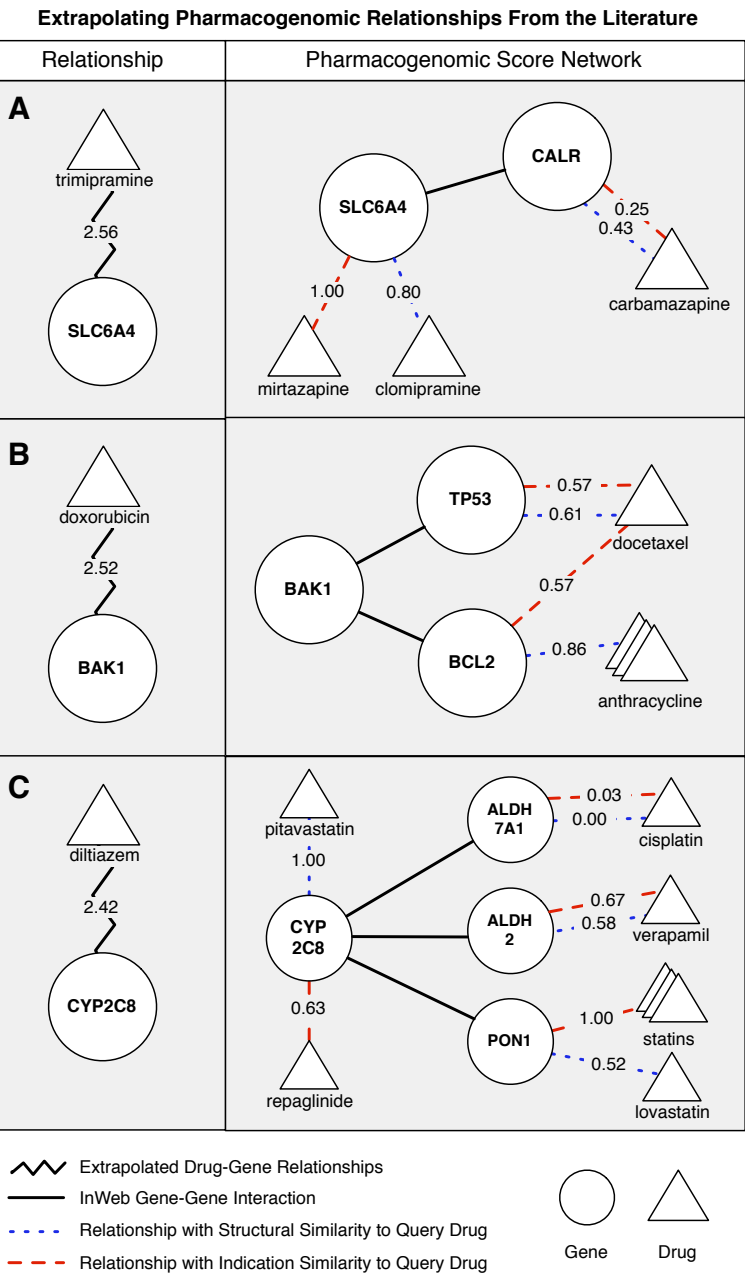 Extrapolating Pharmacogenomic Relationships From the Literature
Relationship
Pharmacogenomic Score Network
A
trimipramine
2.56
SLC6A4
SLC6A4
CALR
0.25
0.43
carbamazapine
1.00
0.80
mirtazapine
clomipramine
B
doxorubicin
2.52
BAK1
BAK1
TP53
BCL2
0.57
0.61
docetaxel
0.57
0.86
anthracycline
C
diltiazem
2.42
CYP2C8
pitavastatin
1.00
CYP
2C8
0.63
repaglinide
ALDH
7A1
0.03
0.00
cisplatin
ALDH
2
0.67
0.58
verapamil
PON1
1.00
statins
0.52
lovastatin
Extrapolated Drug-Gene Relationships
InWeb Gene-Gene Interaction
Relationship with Structural Similarity to Query Drug
Relationship with Indication Similarity to Query Drug
Gene
Drug